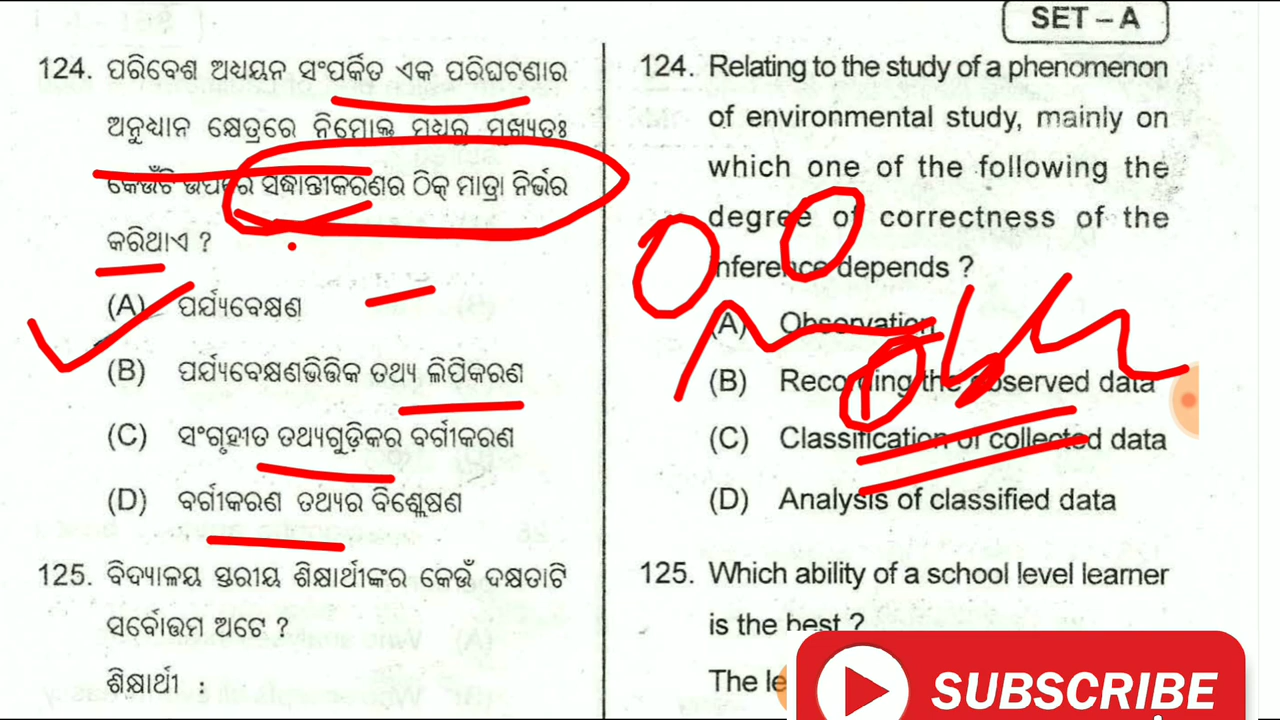 SET – A
124. ପରିବେଶ ଅଧ୍ୟୟନ ସଂପର୍କିତ ଏକ ପରିଘଟଣାର
ଅନୁଧ୍ୟାନ କ୍ଷେତ୍ରରେ ନିମ୍ନୋକ୍ତ ମଧ୍ୟରୁ ମୁଖ୍ୟତଃ
କେଉଁଟି ଉପରେ ସିଦ୍ଧାନ୍ତୀକରଣର ଠିକ୍ ମାତ୍ରା ନିର୍ଭର
କରିଥାଏ ?
(A) ପର୍ଯ୍ୟବେକ୍ଷଣ
(B) ପର୍ଯ୍ୟବେକ୍ଷଣଭିତ୍ତିକ ତଥ୍ୟ ଲିପିକରଣ
(C) ସଂଗୃହୀତ ତଥ୍ୟଗୁଡ଼ିକର ବର୍ଗୀକରଣ
(D) ବର୍ଗୀକରଣ ତଥ୍ୟର ବିଶ୍ଳେଷଣ
125. ବିଦ୍ୟାଳୟ ସ୍ତରୀୟ ଶିକ୍ଷାର୍ଥୀଙ୍କର କେଉଁ ଦକ୍ଷତାଟି
ସର୍ବୋତ୍ତମ ଅଟେ ?
ଶିକ୍ଷାର୍ଥୀ :
124. Relating to the study of a phenomenon
of environmental study, mainly on
which one of the following the
degree of correctness of the
inference depends ?
(A) Observation
(B) Recording the observed data
(C) Classification of collected data
(D) Analysis of classified data
125. Which ability of a school level learner
is the best ?
The
SUBSCRIBE